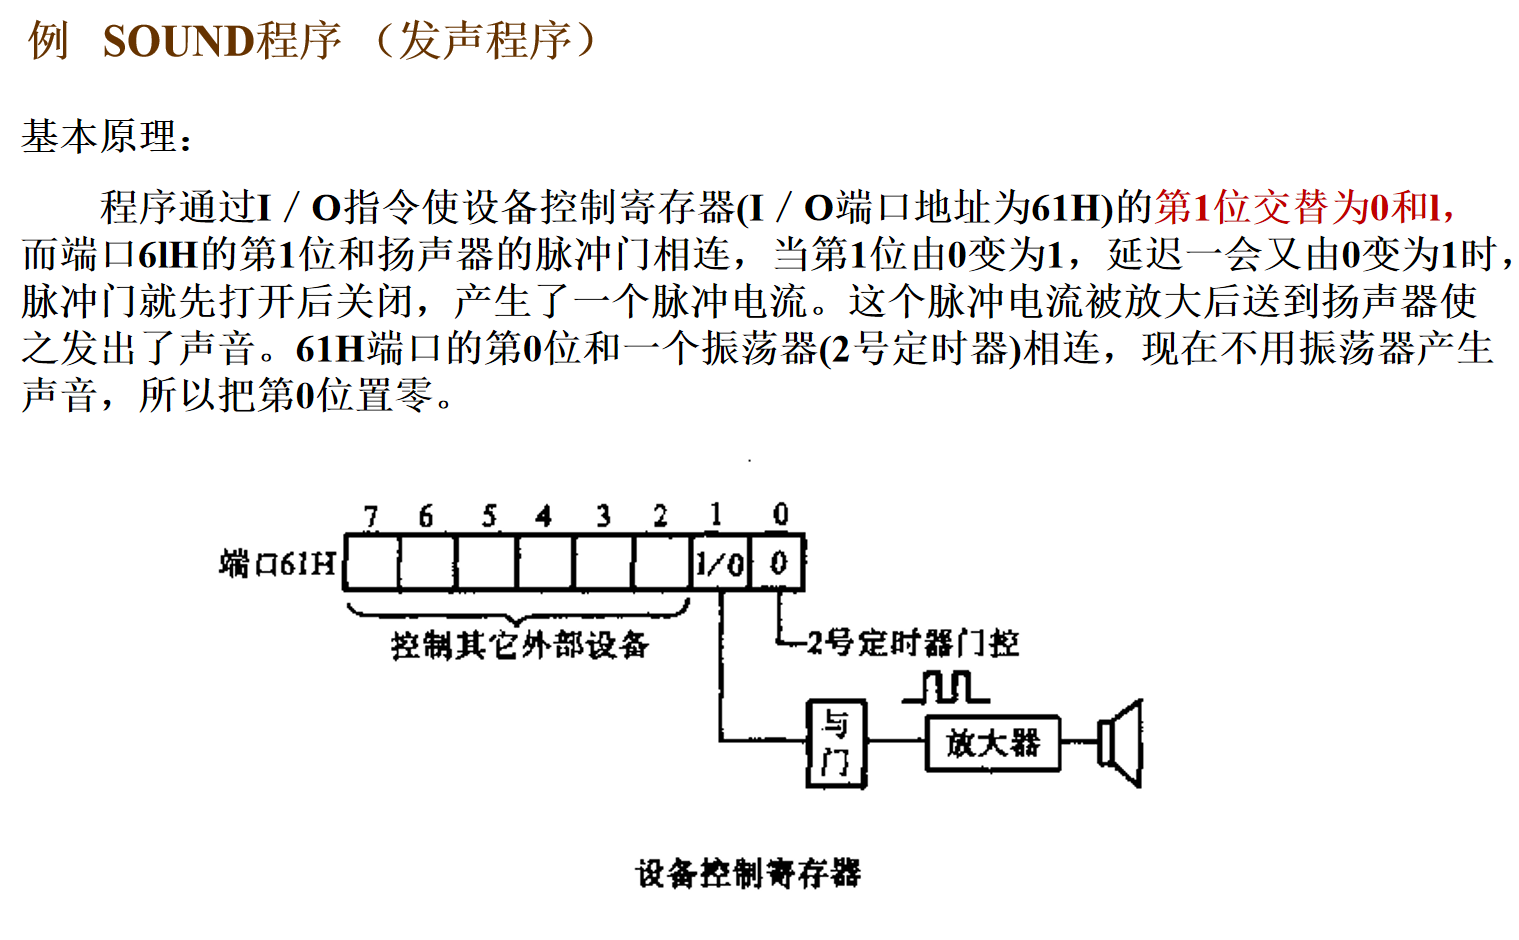 例 SOUND程序 （发声程序）
基本原理：
程序通过I／O指令使设备控制寄存器(I／O端口地址为61H)的第1位交替为0和l，
而端口6lH的第1位和扬声器的脉冲门相连，当第1位由0变为1，延迟一会又由0变为1时，
脉冲门就先打开后关闭，产生了一个脉冲电流。这个脉冲电流被放大后送到扬声器使
之发出了声音。61H端口的第0位和一个振荡器(2号定时器)相连，现在不用振荡器产生
声音，所以把第0位置零。
7 6 5 4 3 2 1 0
端口61H 1/0 0
控制其它外部设备
2号定时器门控
与门
放大器
设备控制寄存器